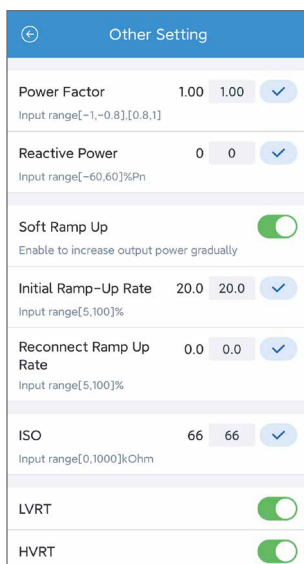 Other Setting
Power Factor 1.00 1.00
Input range[-1,-0.8],[0.8,1]
Reactive Power 0 0
Input range[-60,60]%Pn
Soft Ramp Up
Enable to increase output power gradually
Initial Ramp-Up Rate 20.0 20.0
Input range[5,100]%
Reconnect Ramp Up 0.0 0.0
Rate
Input range[5,100]%
ISO 66 66
Input range[0,1000]kOhm
LVRT
HVRT